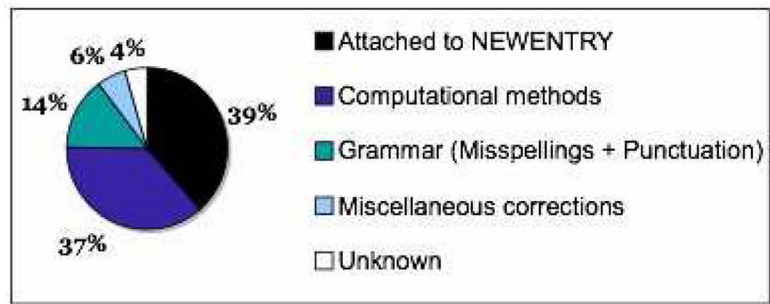 6% 4%
14%
39%
37%
Attached to NEWENTRY
Computational methods
Grammar (Misspellings + Punctuation)
Miscellaneous corrections
Unknown